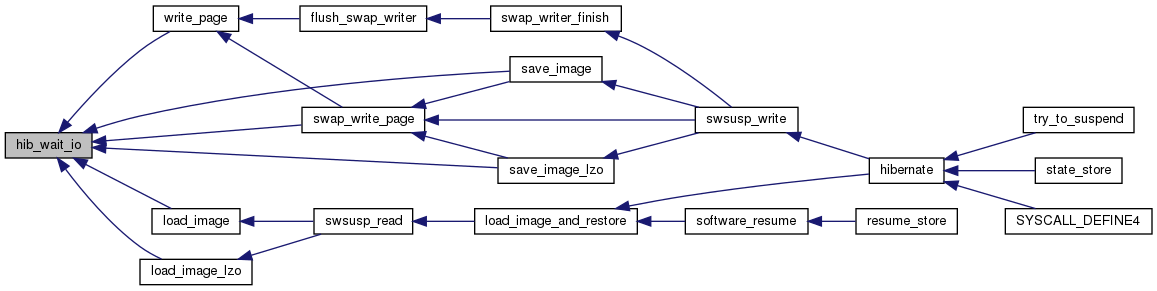 write_page
flush_swap_writer
swap_writer_finish
save_image
swap_write_page
swsusp_write
try_to_suspend
hib_wait_io
save_image_lzo
hibernate
state_store
load_image
swsusp_read
load_image_and_restore
software_resume
resume_store
SYSCALL_DEFINE4
load_image_lzo